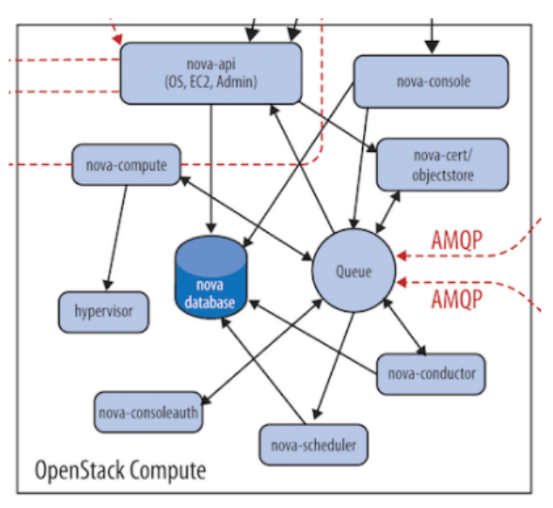 nova-api
(OS, EC2, Admin)
nova-console
nova-cert/
objectstore
nova-compute
AMQP
Queue
nova
database
AMQP
hypervisor
nova-conductor
nova-consoleauth
nova-scheduler
OpenStack Compute